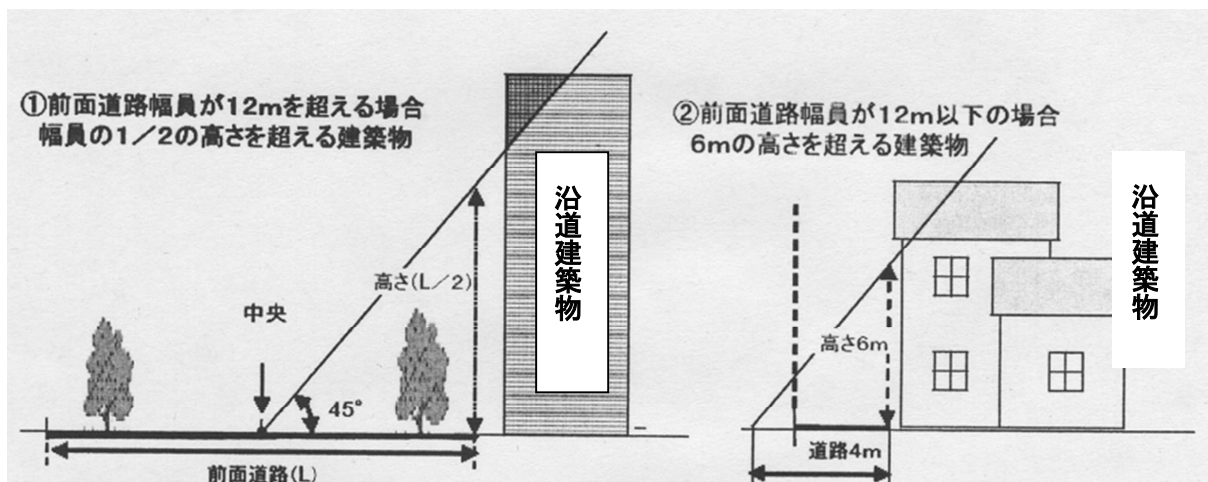 ①前面道路幅員が12mを超える場合
幅員の1/2の高さを超える建築物
中央
45°
高さ(L/2)
前面道路(L)
沿道建築物
②前面道路幅員が12m以下の場合
6mの高さを超える建築物
高さ6m
道路4m
沿道建築物